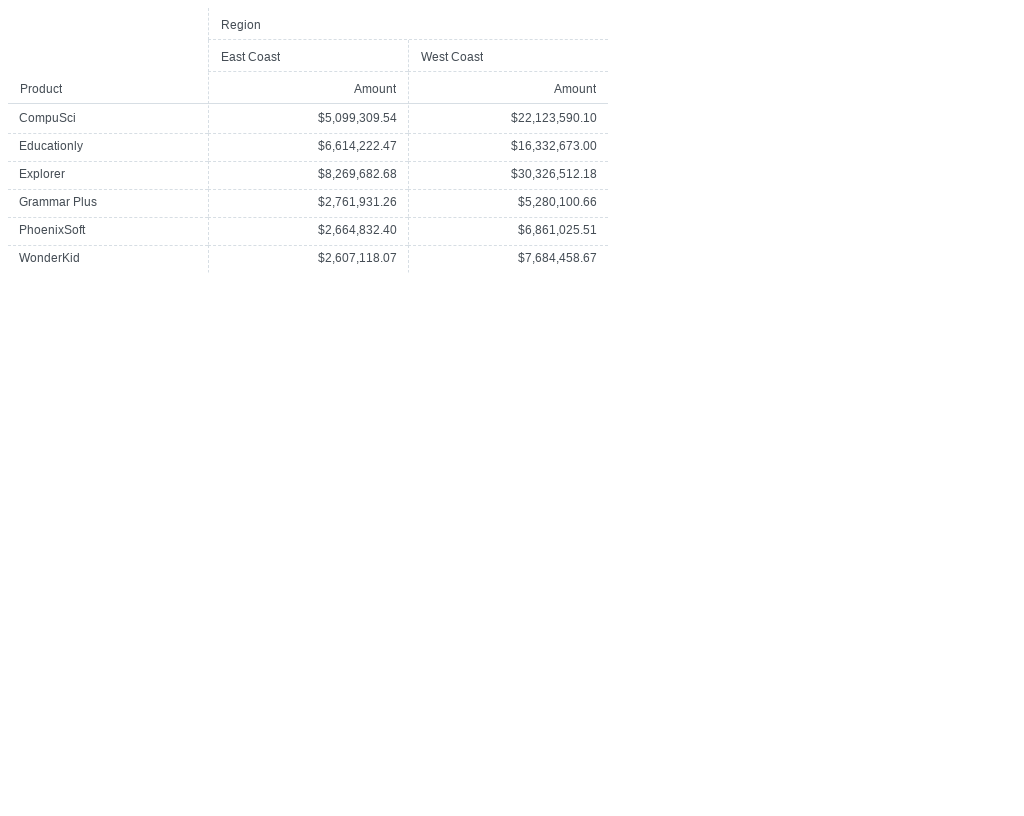 Region
East Coast West Coast
Product Amount Amount
CompuSci $5,099,309.54 $22,123,590.10
Educationly $6,614,222.47 $16,332,673.00
Explorer $8,269,682.68 $30,326,512.18
Grammar Plus $2,761,931.26 $5,280,100.66
PhoenixSoft $2,664,832.40 $6,861,025.51
WonderKid $2,607,118.07 $7,684,458.67